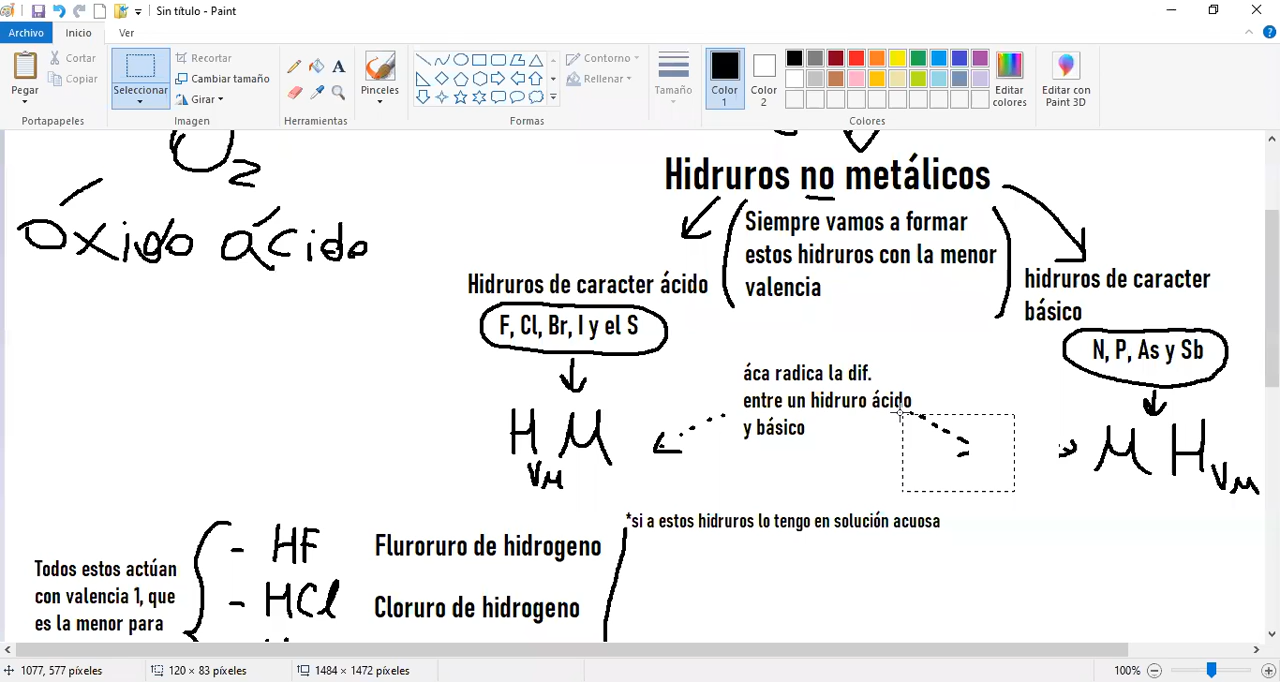 Sin título - Paint
Archivo
Inicio
Ver
Pegar
Cortar
Copiar
Portapapeles
Seleccionar
Recortar
Cambiar tamaño
Girar
Imagen
Herramientas
Pinceles
Contorno
Rellenar
Formas
Tamaño
Color
1
Color
2
Editar
colores
Editar con
Paint 3D
Colores
O2
óxido ácido
Hidruros no metálicos
Siempre vamos a formar
estos hidruros con la menor
valencia
Hidruros de caracter ácido
F, Cl, Br, I y el S
hidruros de caracter
básico
N, P, As y Sb
áca radica la dif.
entre un hidruro ácido
y básico
H M
VM
M H VM
*si a estos hidruros lo tengo en solución acuosa
Todos estos actúan
con valencia 1, que
es la menor para
- HF Fluroruro de hidrogeno
- HCl Cloruro de hidrogeno
1077, 577 píxeles
120 × 83 píxeles
1484 × 1472 píxeles
100%